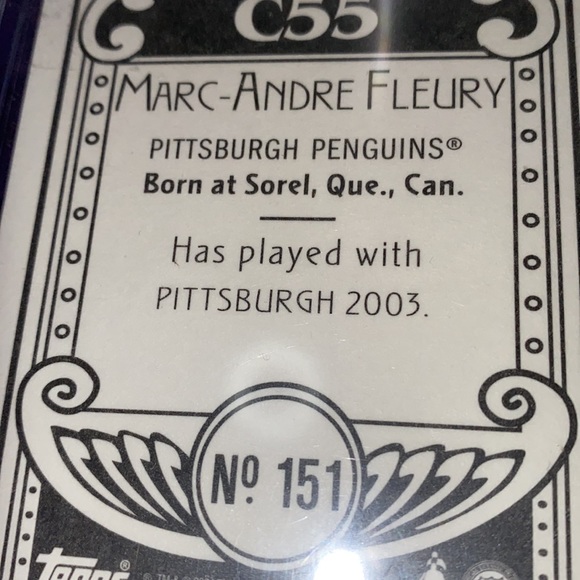 C55
MARC-ANDRE FLEURY
PITTSBURGH PENGUINS®
Born at Sorel, Que., Can.
Has played with
PITTSBURGH 2003.
Nº 151
topps®